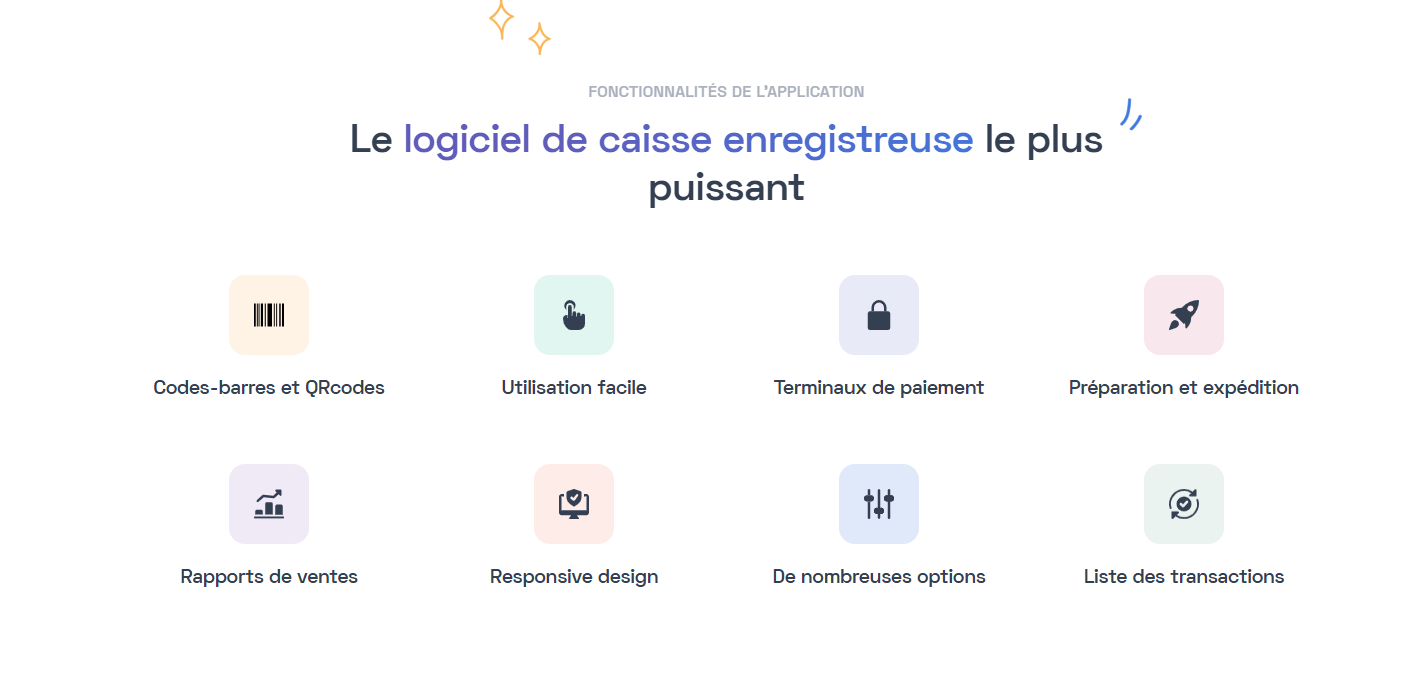 FONCTIONNALITÉS DE L'APPLICATION
Le logiciel de caisse enregistreuse le plus
puissant
Codes-barres et QRcodes
Utilisation facile
Terminaux de paiement
Préparation et expédition
Rapports de ventes
Responsive design
De nombreuses options
Liste des transactions